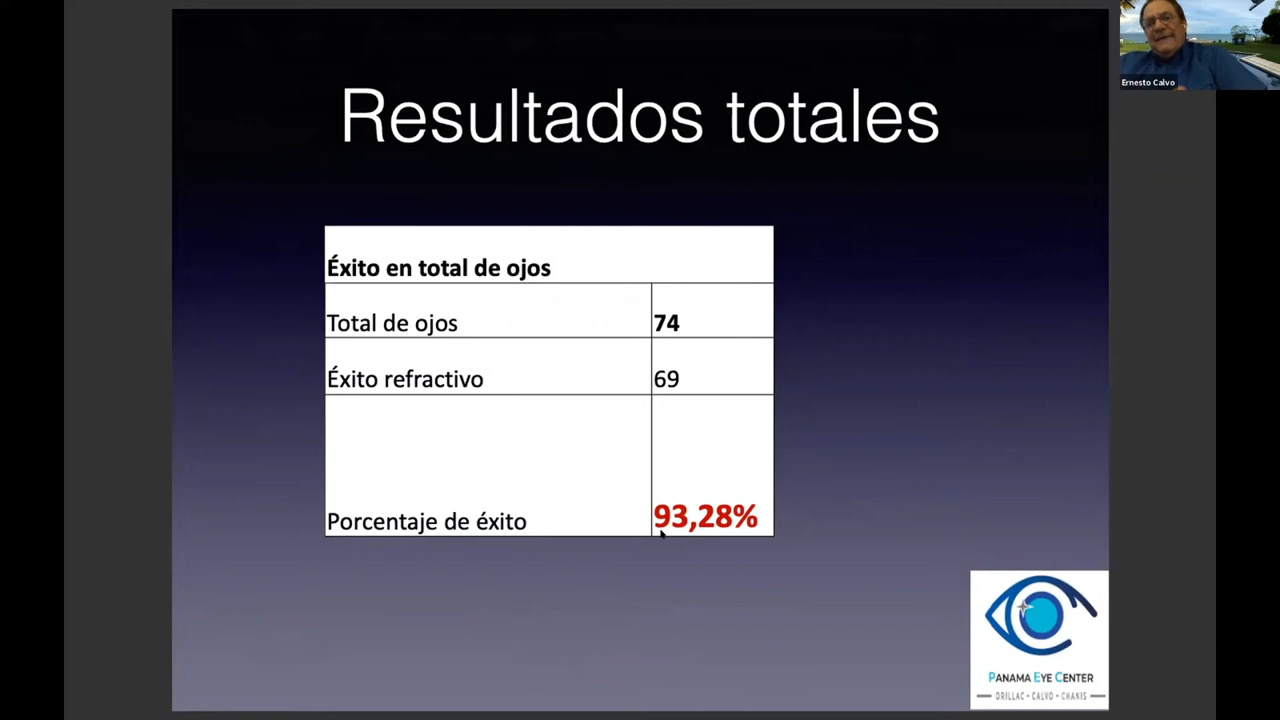 Ernesto Calvo
Resultados totales
Éxito en total de ojos
Total de ojos 74
Éxito refractivo 69
Porcentaje de éxito 93,28%
PANAMA EYE CENTER
ORILLAC • CALVO • CHANIS